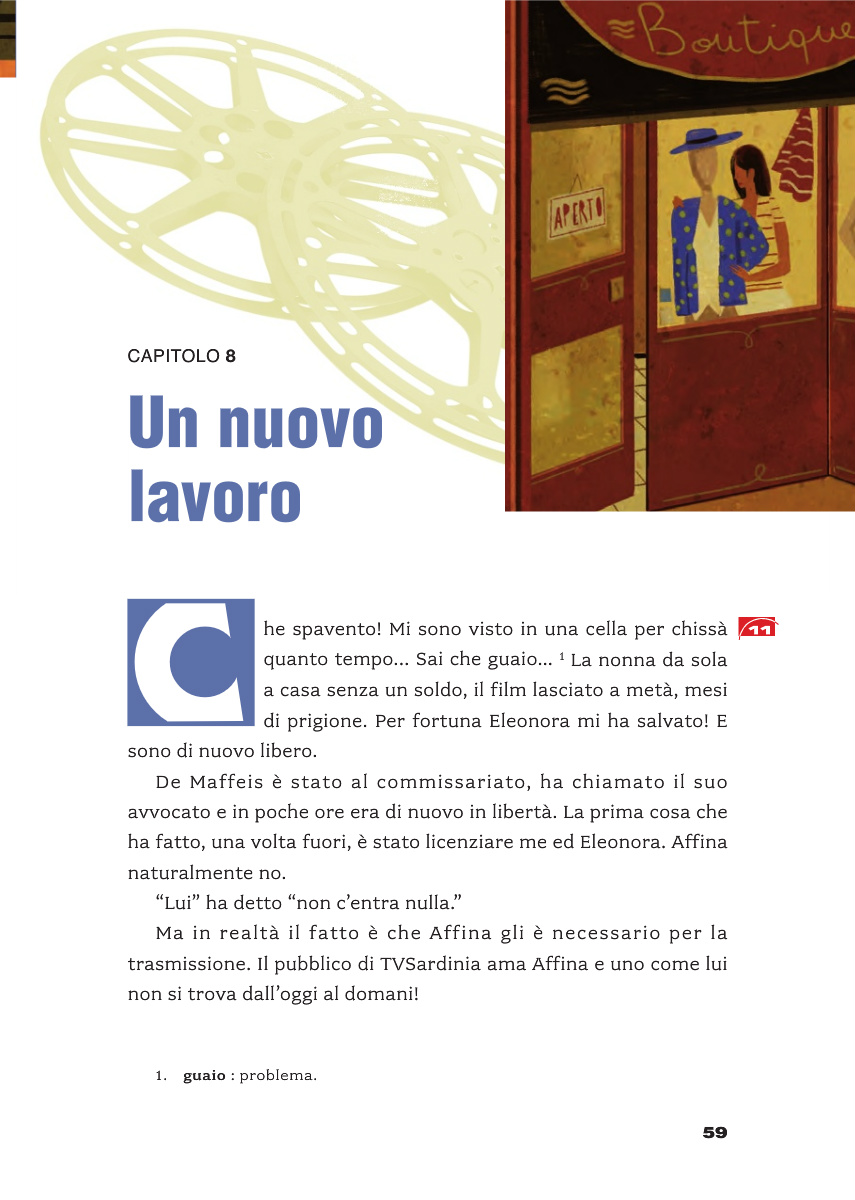 Boutique
APERTO
CAPITOLO 8
Un nuovo
lavoro
Che spavento! Mi sono visto in una cella per chissà
11
quanto tempo... Sai che guaio... 1 La nonna da sola
a casa senza un soldo, il film lasciato a metà, mesi
di prigione. Per fortuna Eleonora mi ha salvato! E
sono di nuovo libero.
De Maffeis è stato al commissariato, ha chiamato il suo
avvocato e in poche ore era di nuovo in libertà. La prima cosa che
ha fatto, una volta fuori, è stato licenziare me ed Eleonora. Affina
naturalmente no.
“Lui” ha detto “non c’entra nulla.”
Ma in realtà il fatto è che Affina gli è necessario per la
trasmissione. Il pubblico di TVSardinia ama Affina e uno come lui
non si trova dall’oggi al domani!
1. guaio : problema.
59